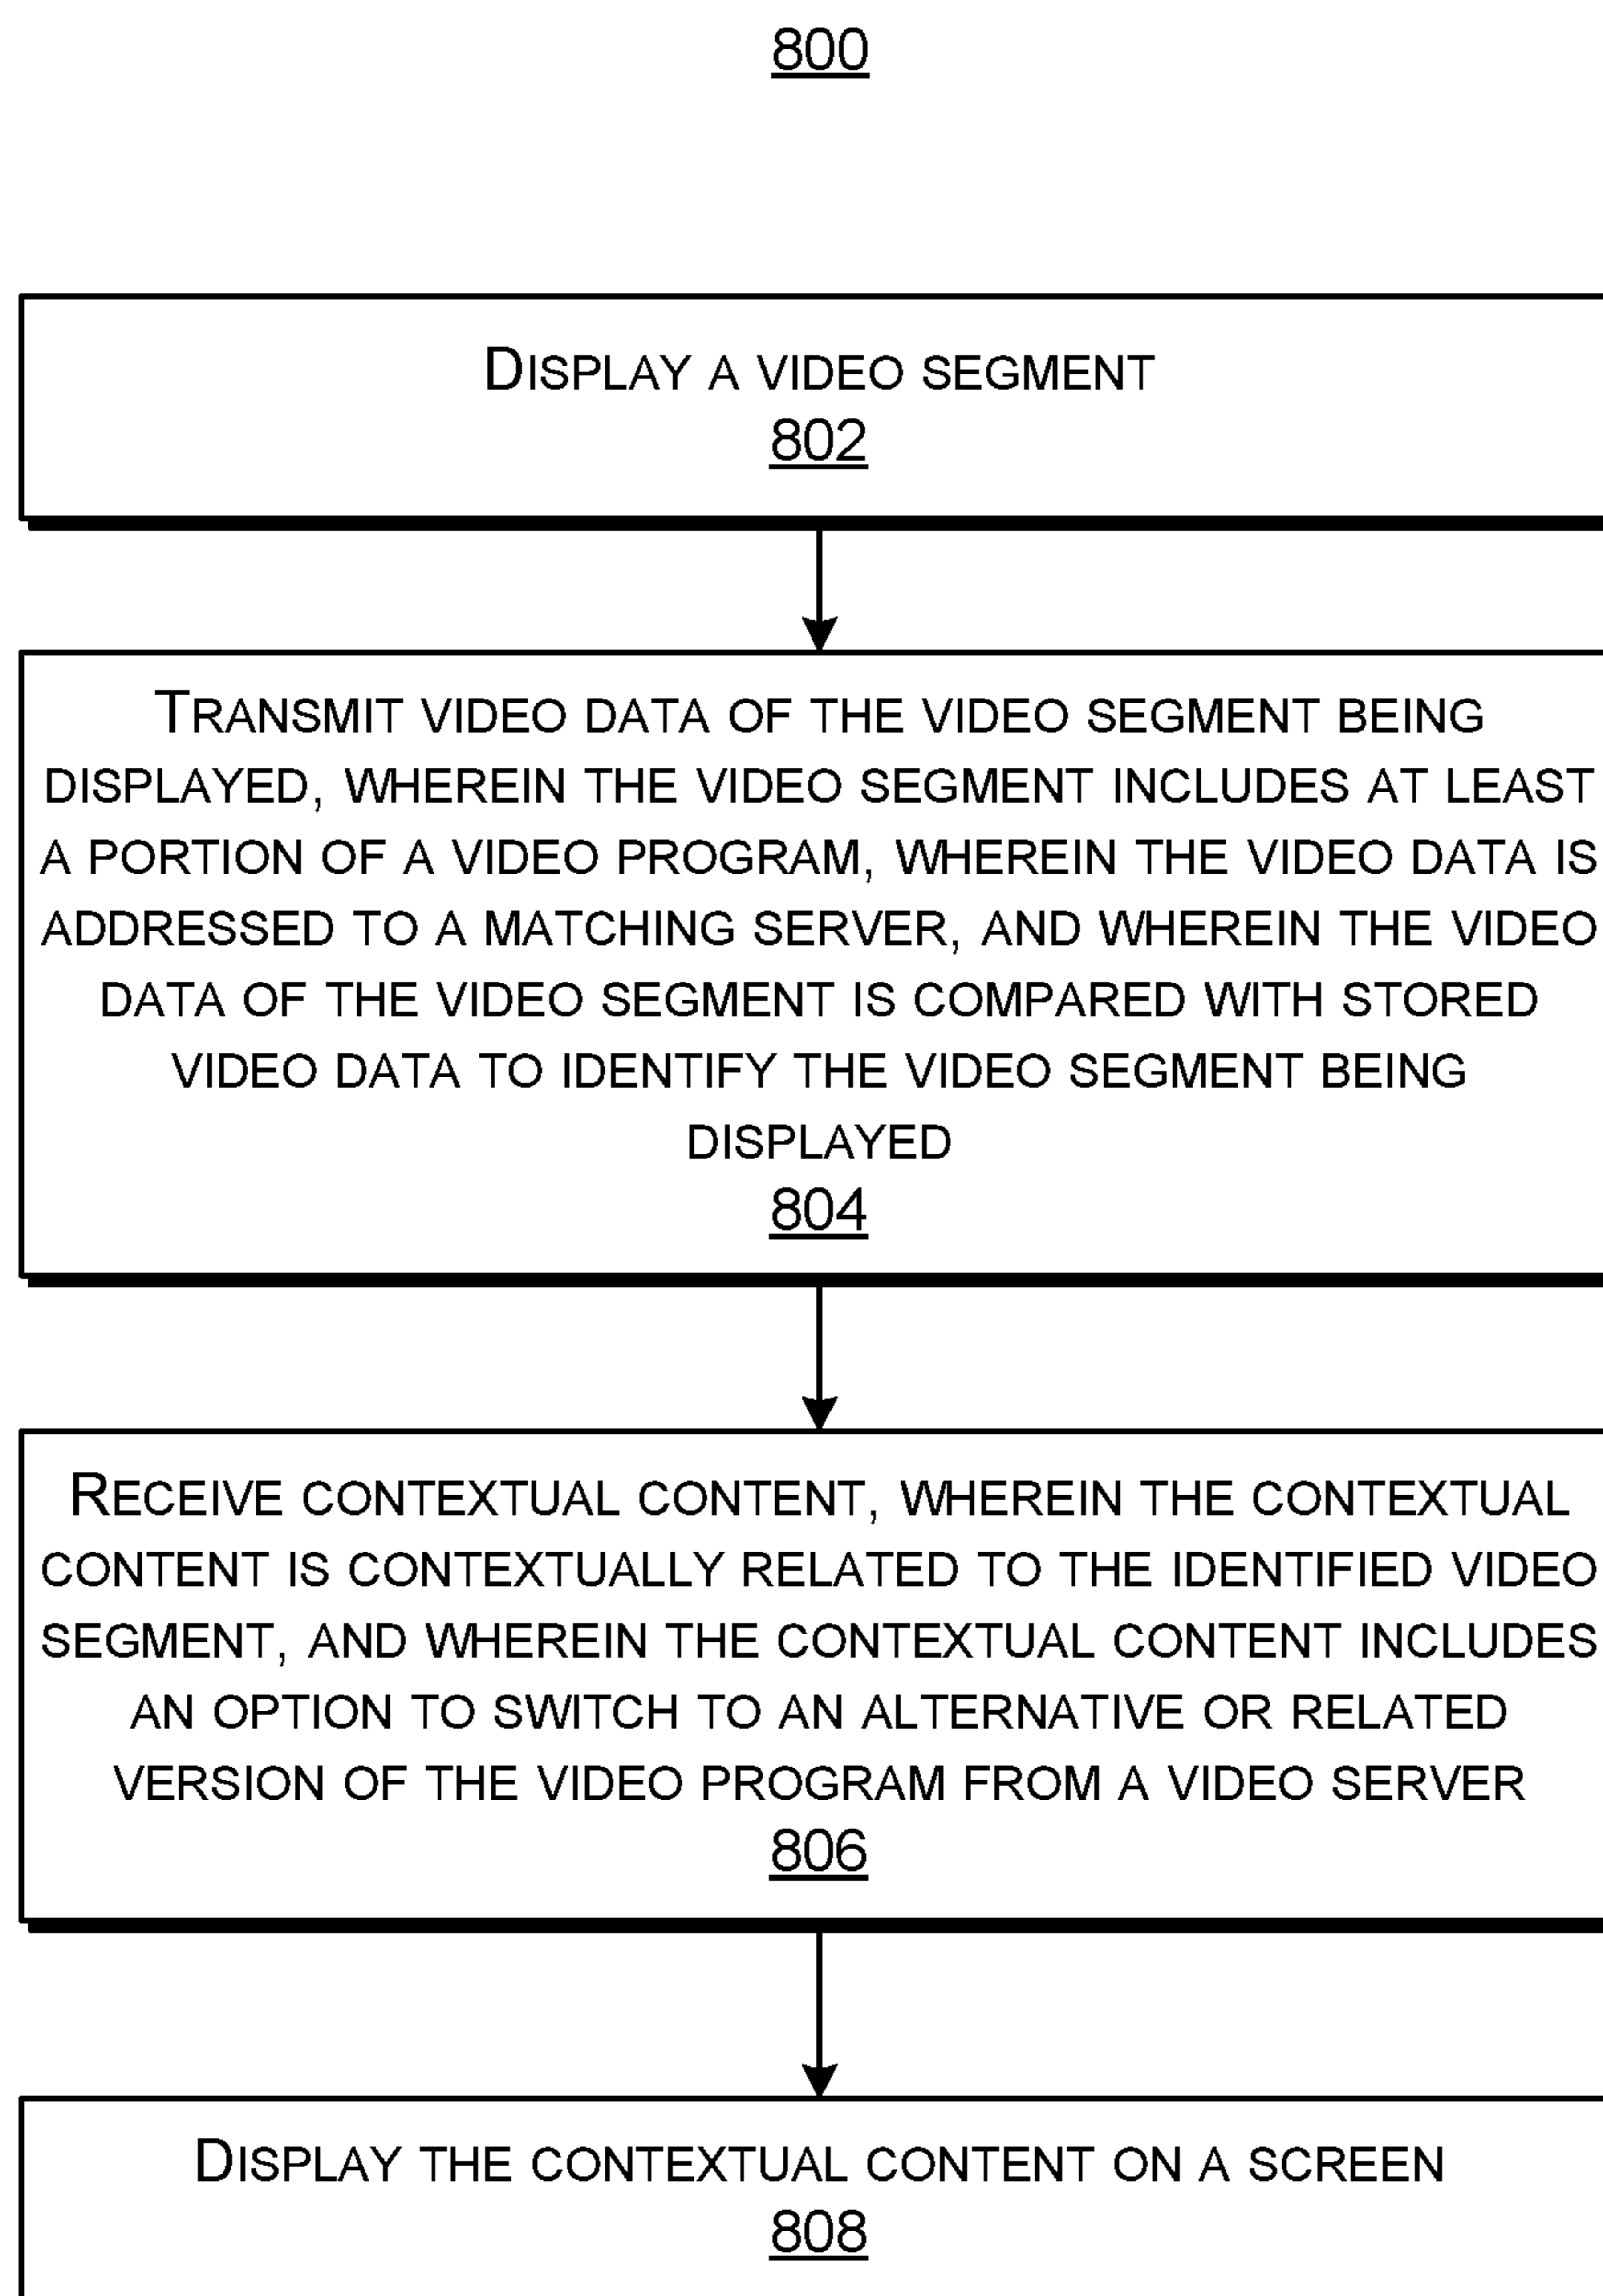 800
DISPLAY A VIDEO SEGMENT
802
TRANSMIT VIDEO DATA OF THE VIDEO SEGMENT BEING
DISPLAYED, WHEREIN THE VIDEO SEGMENT INCLUDES AT LEAST
A PORTION OF A VIDEO PROGRAM, WHEREIN THE VIDEO DATA IS
ADDRESSED TO A MATCHING SERVER, AND WHEREIN THE VIDEO
DATA OF THE VIDEO SEGMENT IS COMPARED WITH STORED
VIDEO DATA TO IDENTIFY THE VIDEO SEGMENT BEING
DISPLAYED
804
RECEIVE CONTEXTUAL CONTENT, WHEREIN THE CONTEXTUAL
CONTENT IS CONTEXTUALLY RELATED TO THE IDENTIFIED VIDEO
SEGMENT, AND WHEREIN THE CONTEXTUAL CONTENT INCLUDES
AN OPTION TO SWITCH TO AN ALTERNATIVE OR RELATED
VERSION OF THE VIDEO PROGRAM FROM A VIDEO SERVER
806
DISPLAY THE CONTEXTUAL CONTENT ON A SCREEN
808